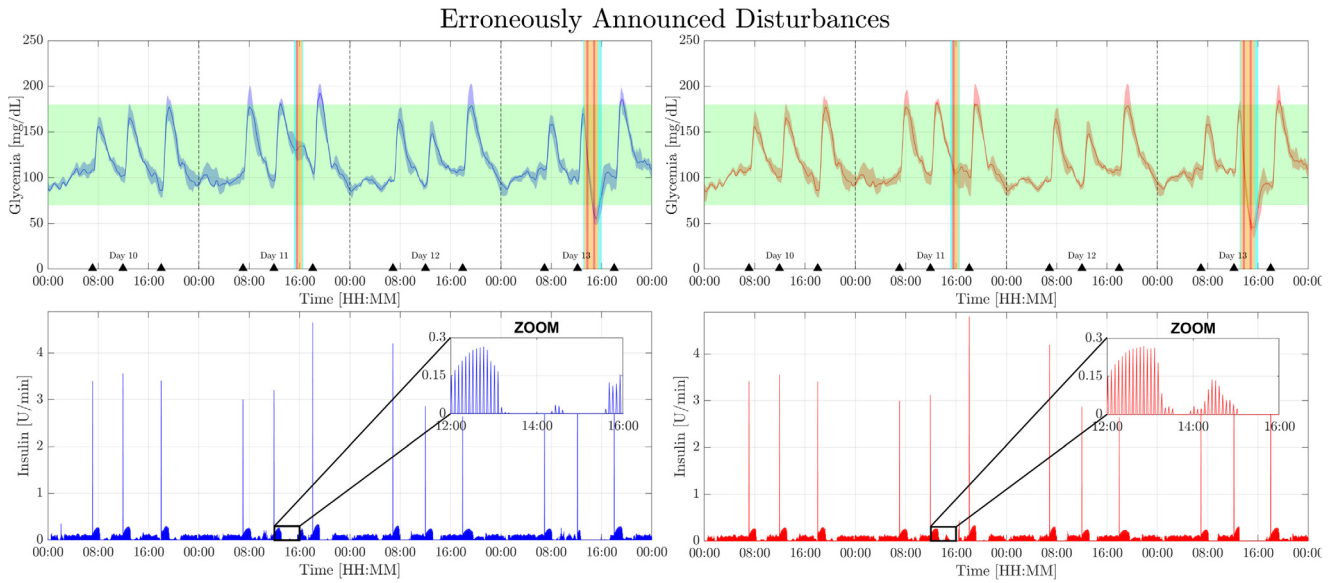 Erroneously Announced Disturbances
250
200
150
100
50
0
Glycemia [mg/dL]
Day 10
Day 11
Day 12
Day 13
00:00 08:00 16:00 00:00 08:00 16:00 00:00 08:00 16:00 00:00 08:00 16:00 00:00
Time [HH:MM]
250
200
150
100
50
0
Glycemia [mg/dL]
Day 10
Day 11
Day 12
Day 13
00:00 08:00 16:00 00:00 08:00 16:00 00:00 08:00 16:00 00:00 08:00 16:00 00:00
Time [HH:MM]
4
3
2
1
0
Insulin [U/min]
ZOOM
0.3
0.15
0
12:00 14:00 16:00
00:00 08:00 16:00 00:00 08:00 16:00 00:00 08:00 16:00 00:00 08:00 16:00 00:00
Time [HH:MM]
4
3
2
1
0
Insulin [U/min]
ZOOM
0.3
0.15
0
12:00 14:00 16:00
00:00 08:00 16:00 00:00 08:00 16:00 00:00 08:00 16:00 00:00 08:00 16:00 00:00
Time [HH:MM]